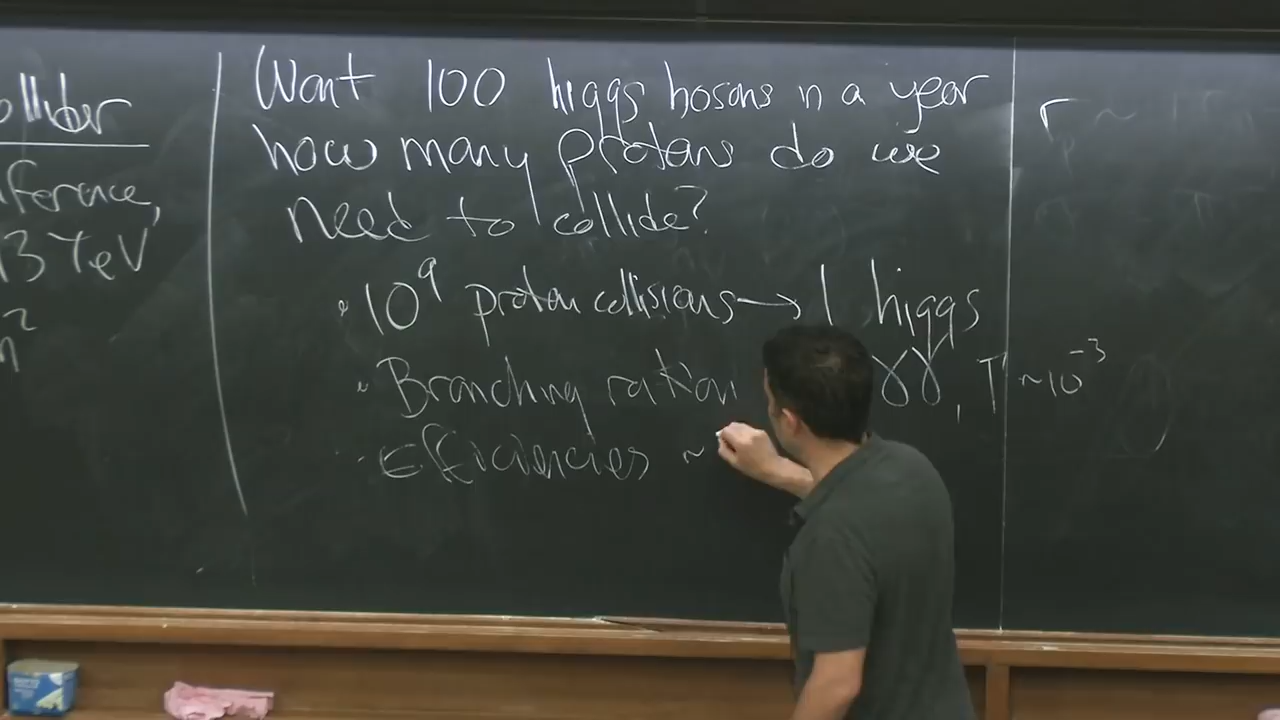 ollider
ference,
13 TeV
2
Want 100 higgs bosons in a year
how many protons do we
need to collide?
• 10⁹ proton collisions → 1 higgs
• Branching ration γγ, Γ ~10⁻³
• Efficiencies ~
r ~